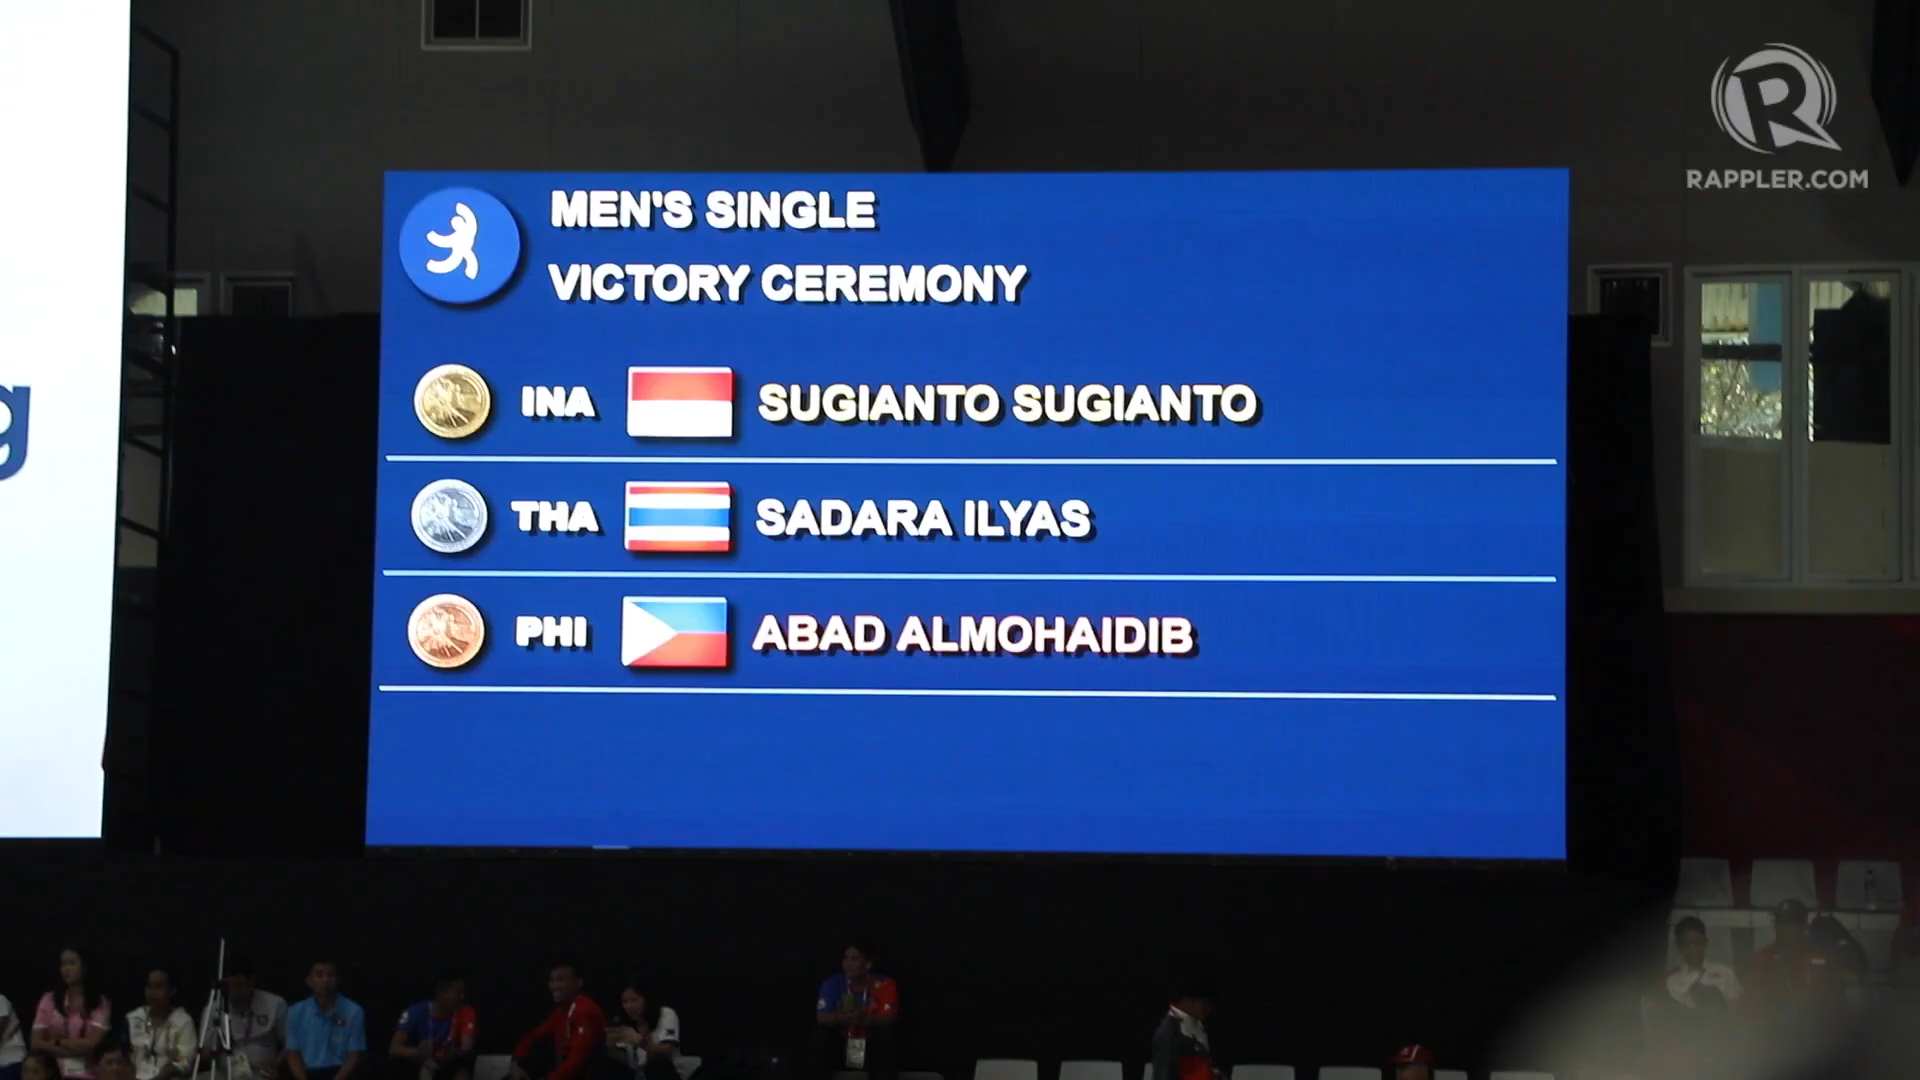 RAPPLER.COM
MEN'S SINGLE
VICTORY CEREMONY
INA SUGIANTO SUGIANTO
THA SADARA ILYAS
PHI ABAD ALMOHAIDIB
g